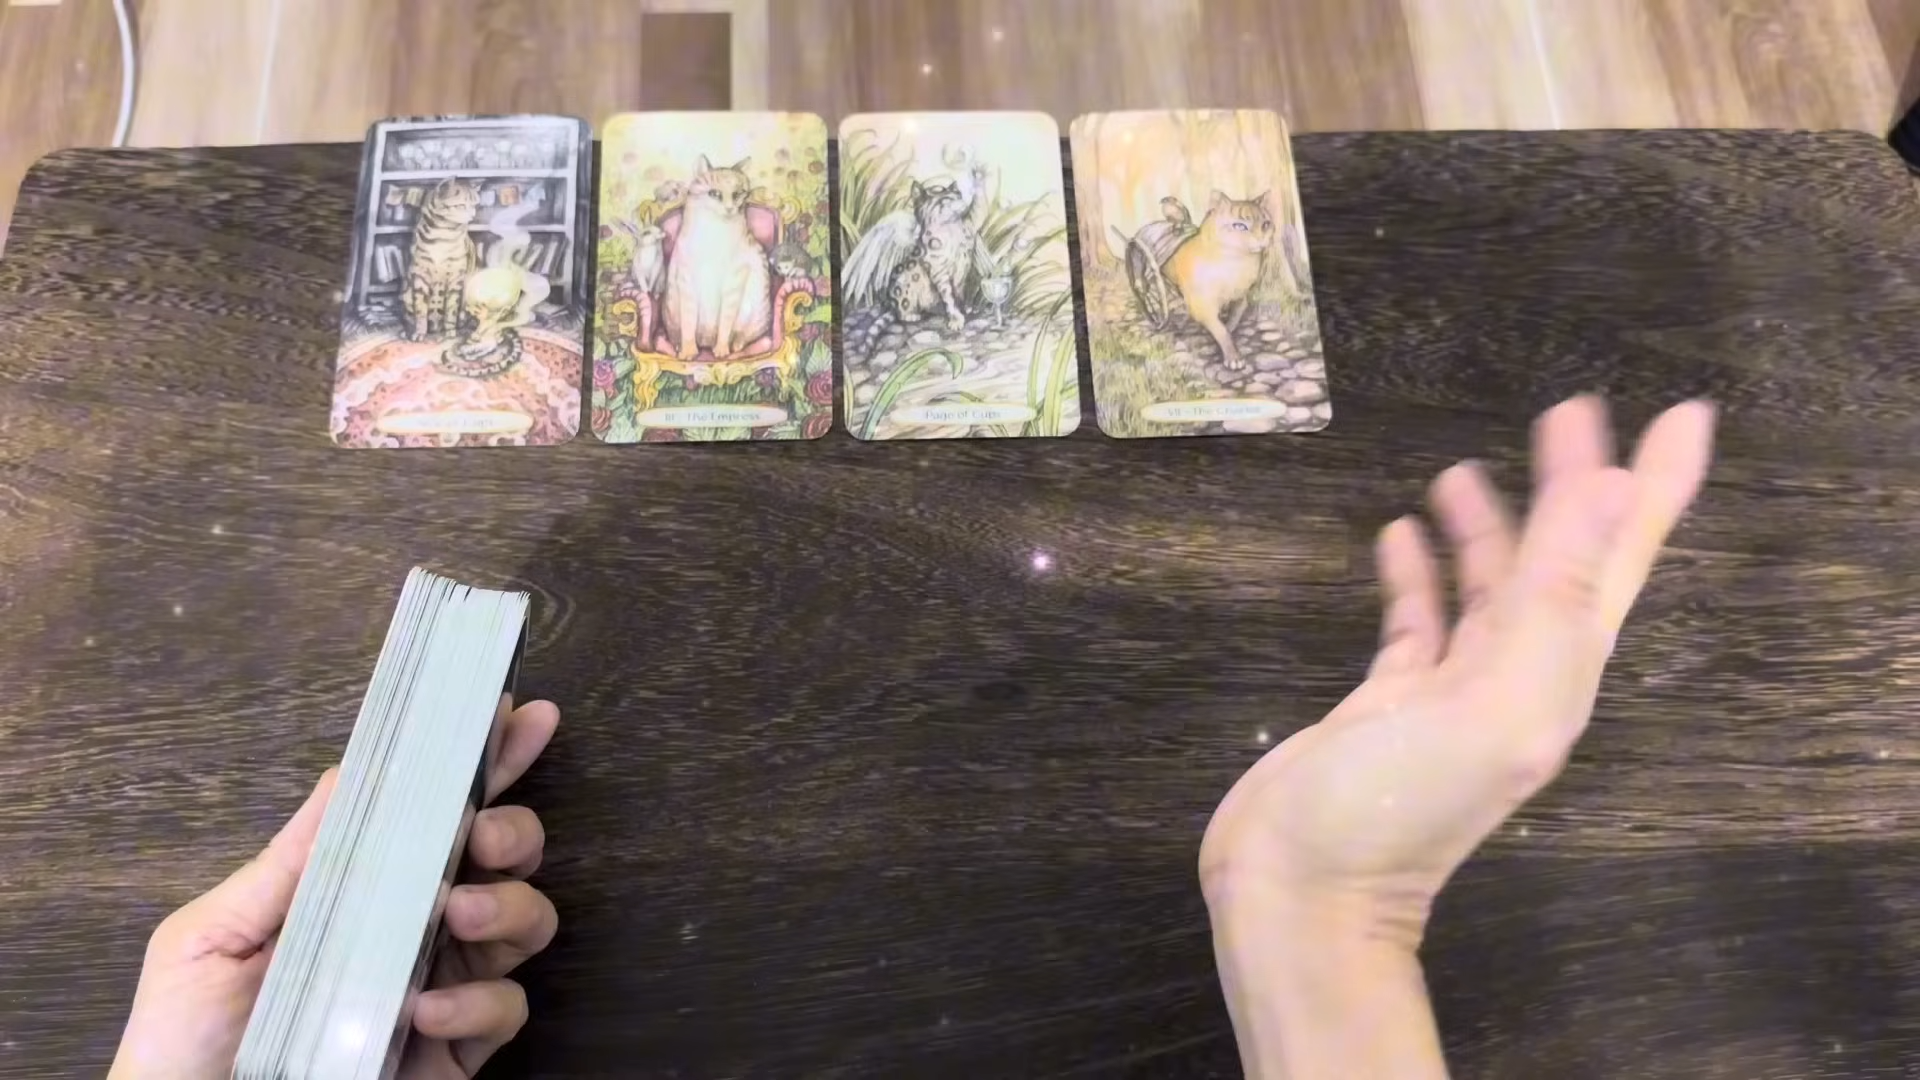 III - The Empress
Page of Cups
VII - The Chariot